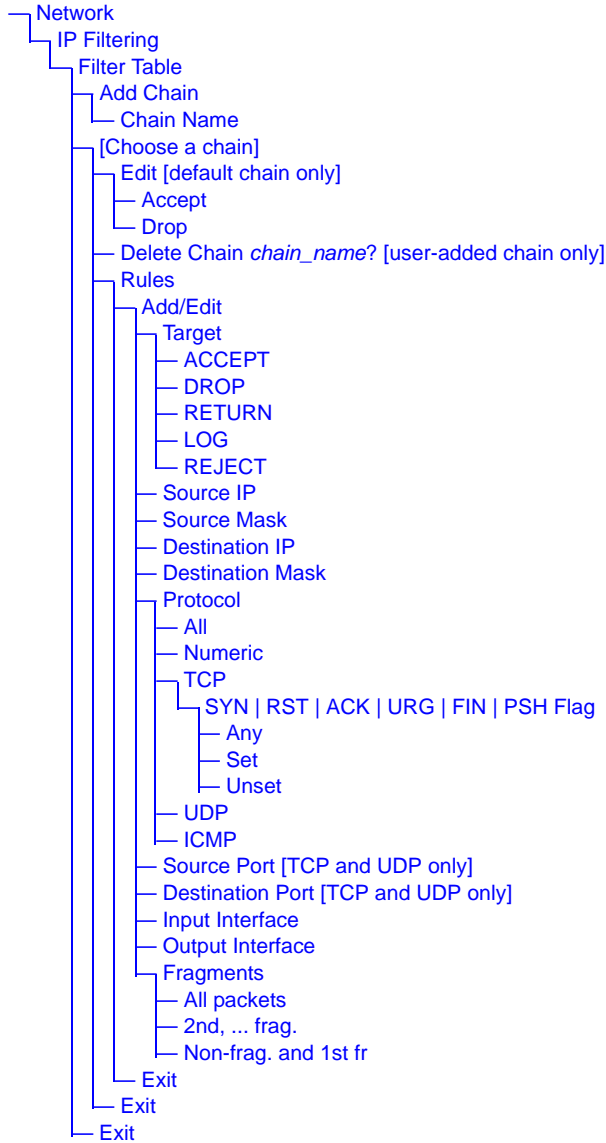 Network
IP Filtering
Filter Table
Add Chain
Chain Name
[Choose a chain]
Edit [default chain only]
Accept
Drop
Delete Chain chain_name? [user-added chain only]
Rules
Add/Edit
Target
ACCEPT
DROP
RETURN
LOG
REJECT
Source IP
Source Mask
Destination IP
Destination Mask
Protocol
All
Numeric
TCP
SYN | RST | ACK | URG | FIN | PSH Flag
Any
Set
Unset
UDP
ICMP
Source Port [TCP and UDP only]
Destination Port [TCP and UDP only]
Input Interface
Output Interface
Fragments
All packets
2nd, ... frag.
Non-frag. and 1st fr
Exit
Exit
Exit